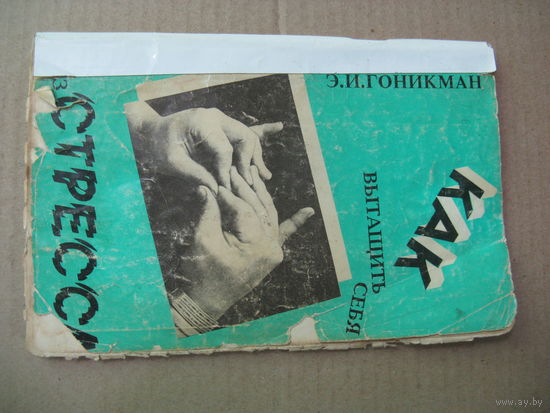 Э.И.ГОНИКМАН
КАК
ВЫТАЩИТЬ
СЕБЯ
ИЗ
СТРЕССА
www.ay.by